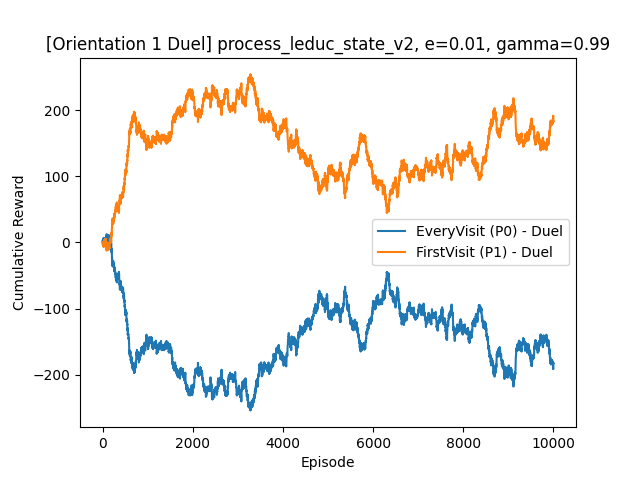 [Orientation 1 Duel] process_leduc_state_v2, e=0.01, gamma=0.99
Cumulative Reward
200
100
0
−100
−200
EveryVisit (P0) - Duel
FirstVisit (P1) - Duel
0 2000 4000 6000 8000 10000
Episode